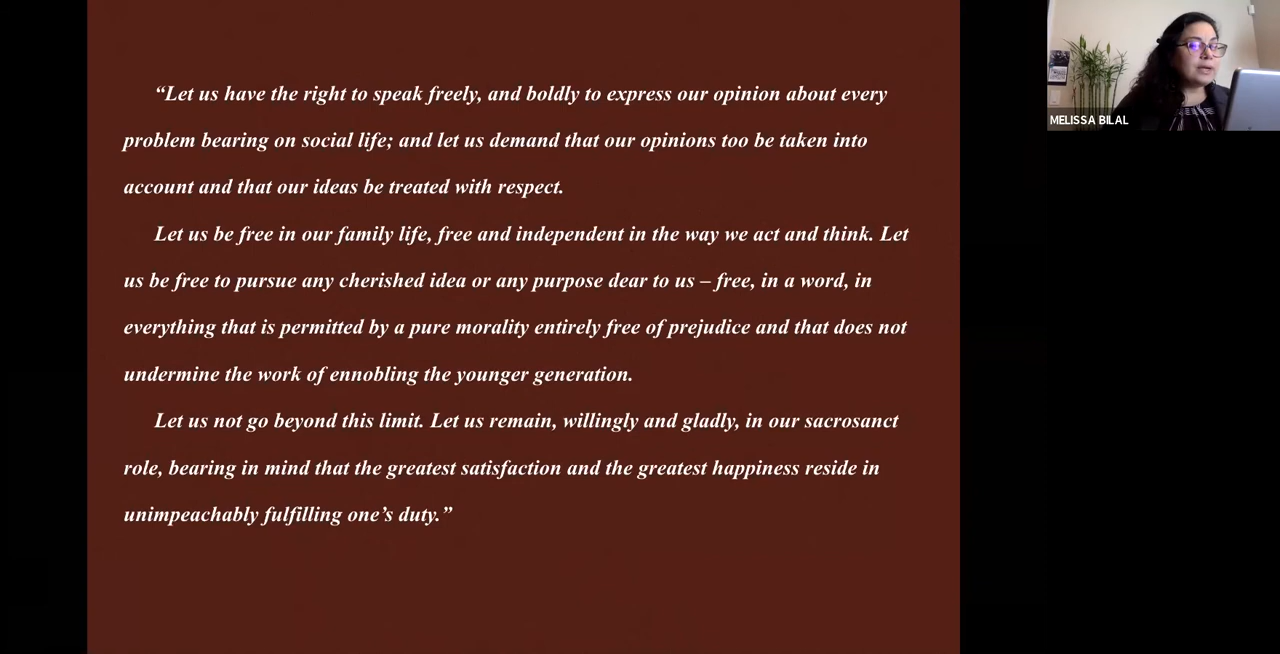 “Let us have the right to speak freely, and boldly to express our opinion about every
problem bearing on social life; and let us demand that our opinions too be taken into
account and that our ideas be treated with respect.
Let us be free in our family life, free and independent in the way we act and think. Let
us be free to pursue any cherished idea or any purpose dear to us – free, in a word, in
everything that is permitted by a pure morality entirely free of prejudice and that does not
undermine the work of ennobling the younger generation.
Let us not go beyond this limit. Let us remain, willingly and gladly, in our sacrosanct
role, bearing in mind that the greatest satisfaction and the greatest happiness reside in
unimpeachably fulfilling one’s duty.”
MELISSA BILAL